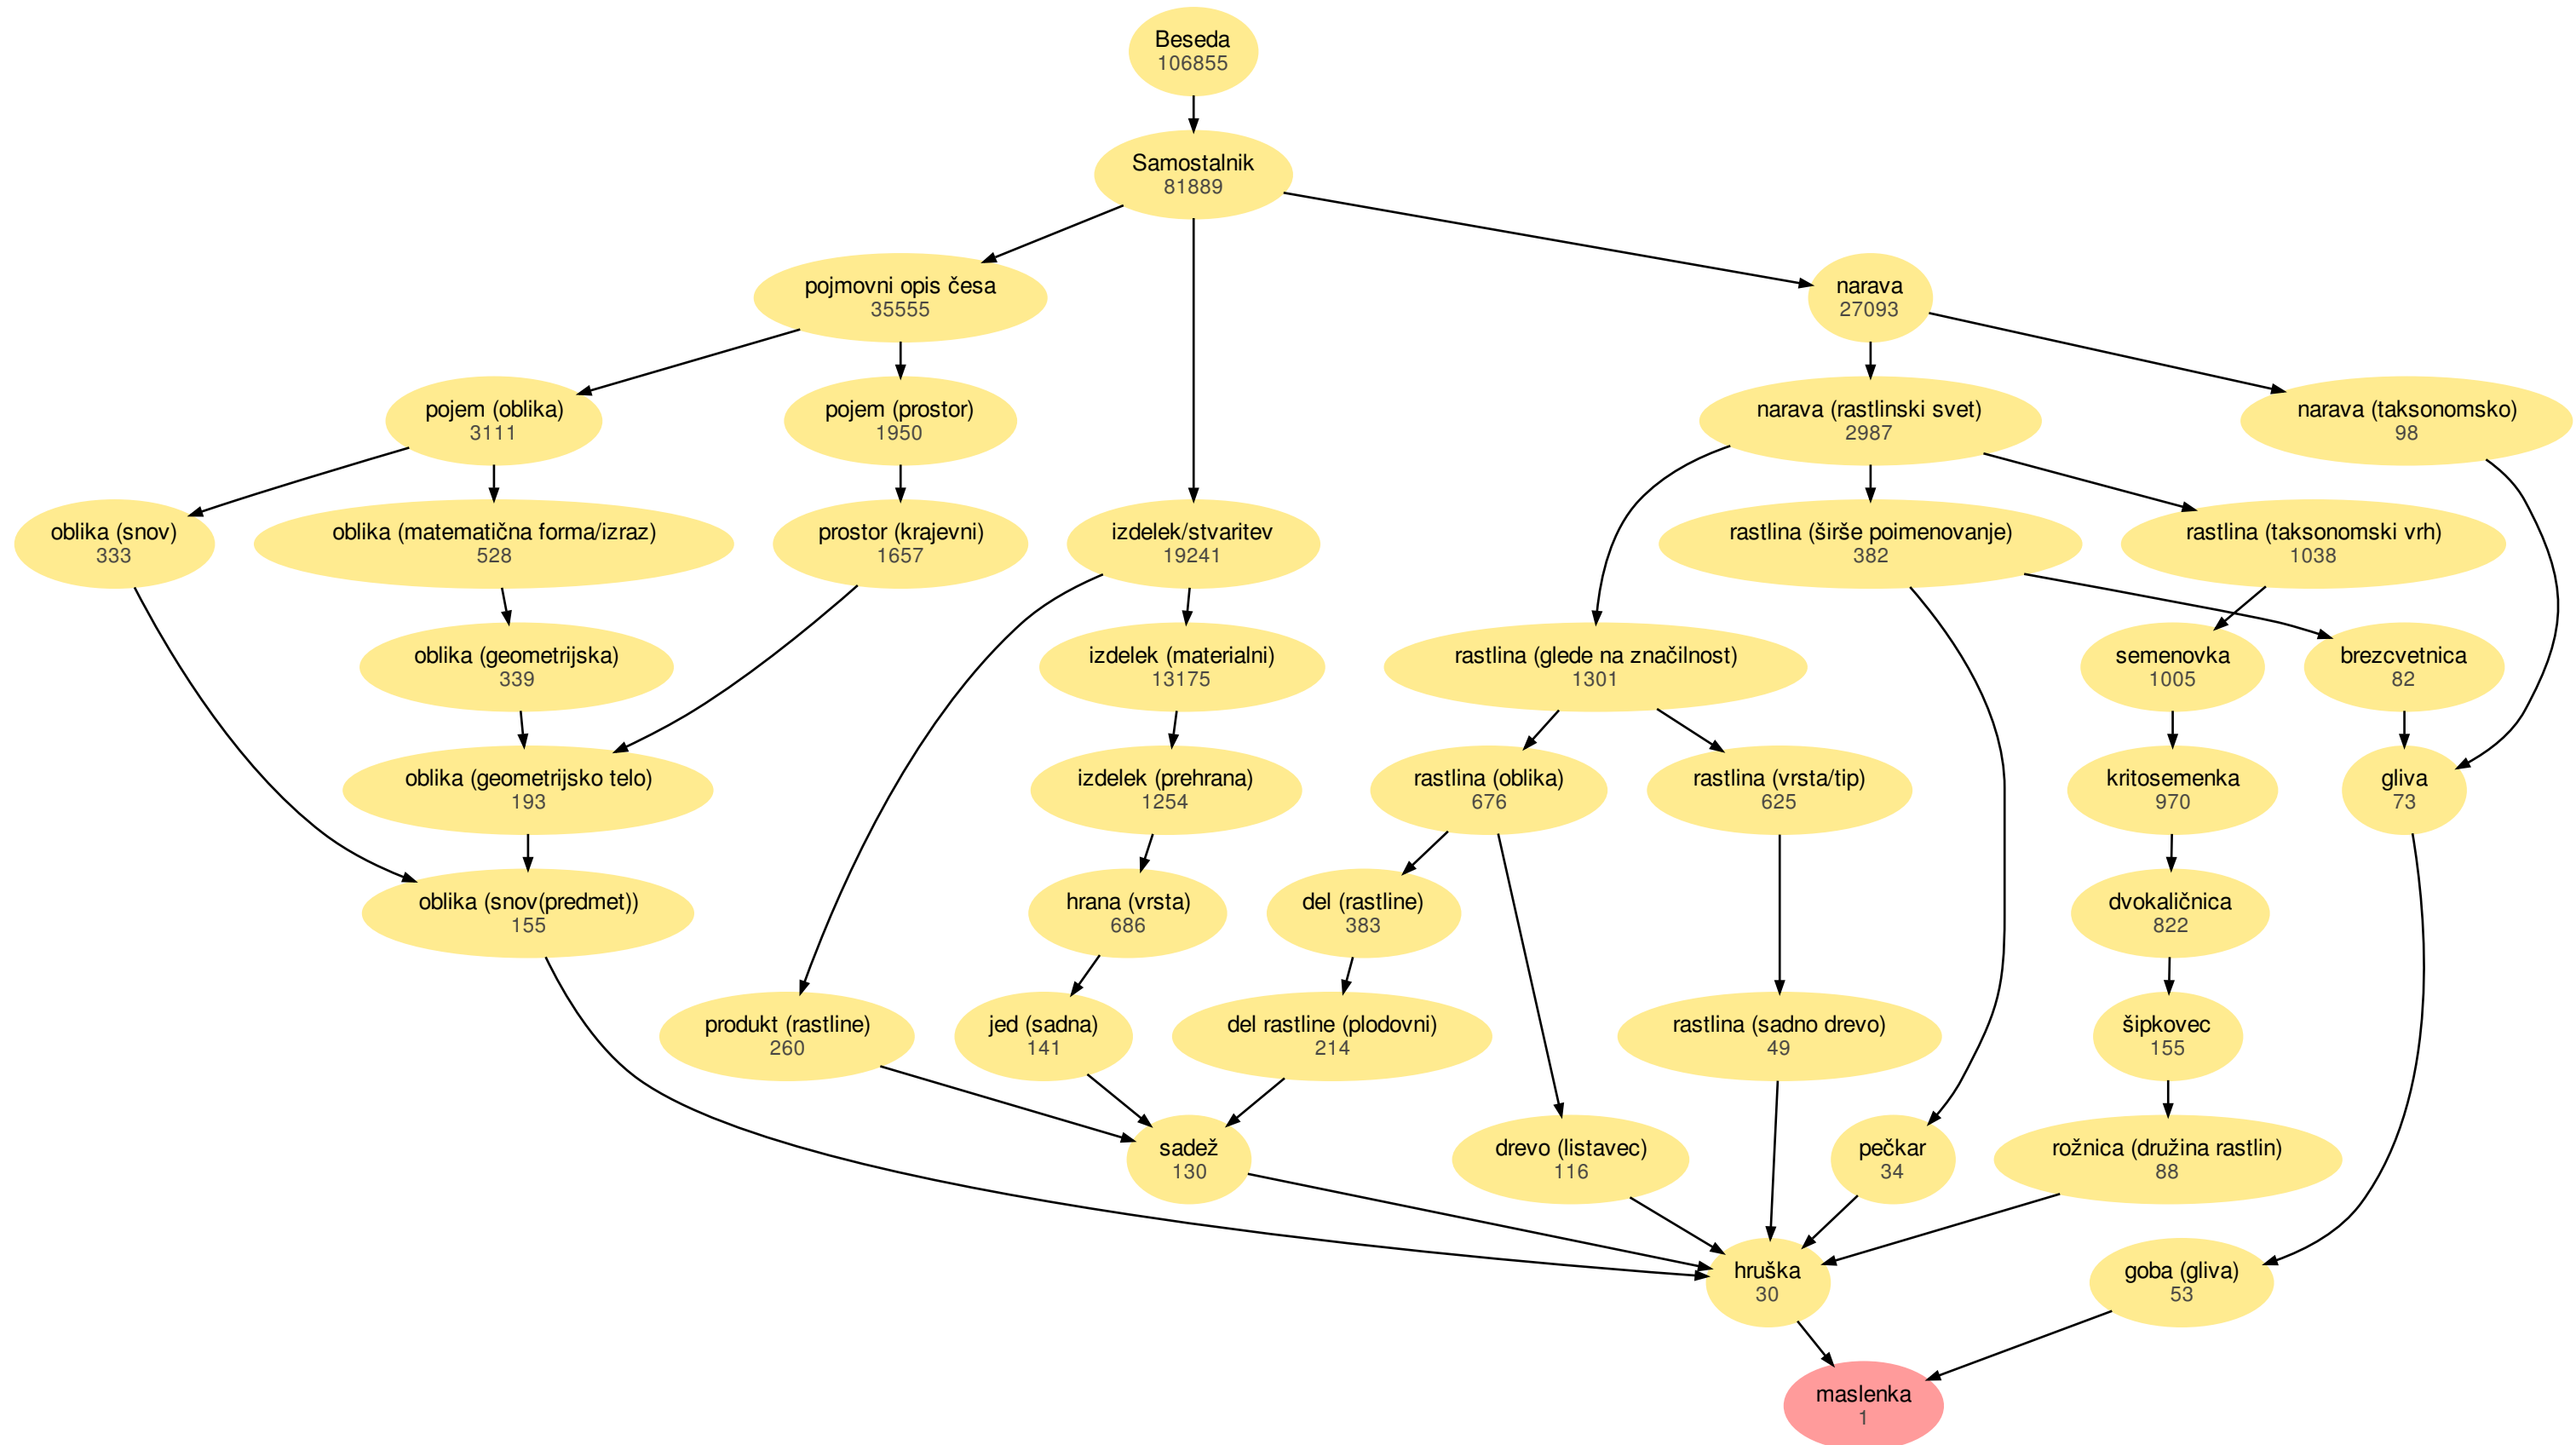 Beseda
106855
Samostalnik
81889
pojmovni opis česa
35555
narava
27093
pojem (oblika)
3111
pojem (prostor)
1950
narava (rastlinski svet)
2987
narava (taksonomsko)
98
oblika (snov)
333
oblika (matematična forma/izraz)
528
prostor (krajevni)
1657
izdelek/stvaritev
19241
rastlina (širše poimenovanje)
382
rastlina (taksonomski vrh)
1038
oblika (geometrijska)
339
izdelek (materialni)
13175
rastlina (glede na značilnost)
1301
semenovka
1005
brezcvetnica
82
oblika (geometrijsko telo)
193
izdelek (prehrana)
1254
rastlina (oblika)
676
rastlina (vrsta/tip)
625
kritosemenka
970
gliva
73
oblika (snov(predmet))
155
hrana (vrsta)
686
del (rastline)
383
dvokaličnica
822
produkt (rastline)
260
jed (sadna)
141
del rastline (plodovni)
214
rastlina (sadno drevo)
49
šipkovec
155
sadež
130
drevo (listavec)
116
pečkar
34
rožnica (družina rastlin)
88
hruška
30
goba (gliva)
53
maslenka
1